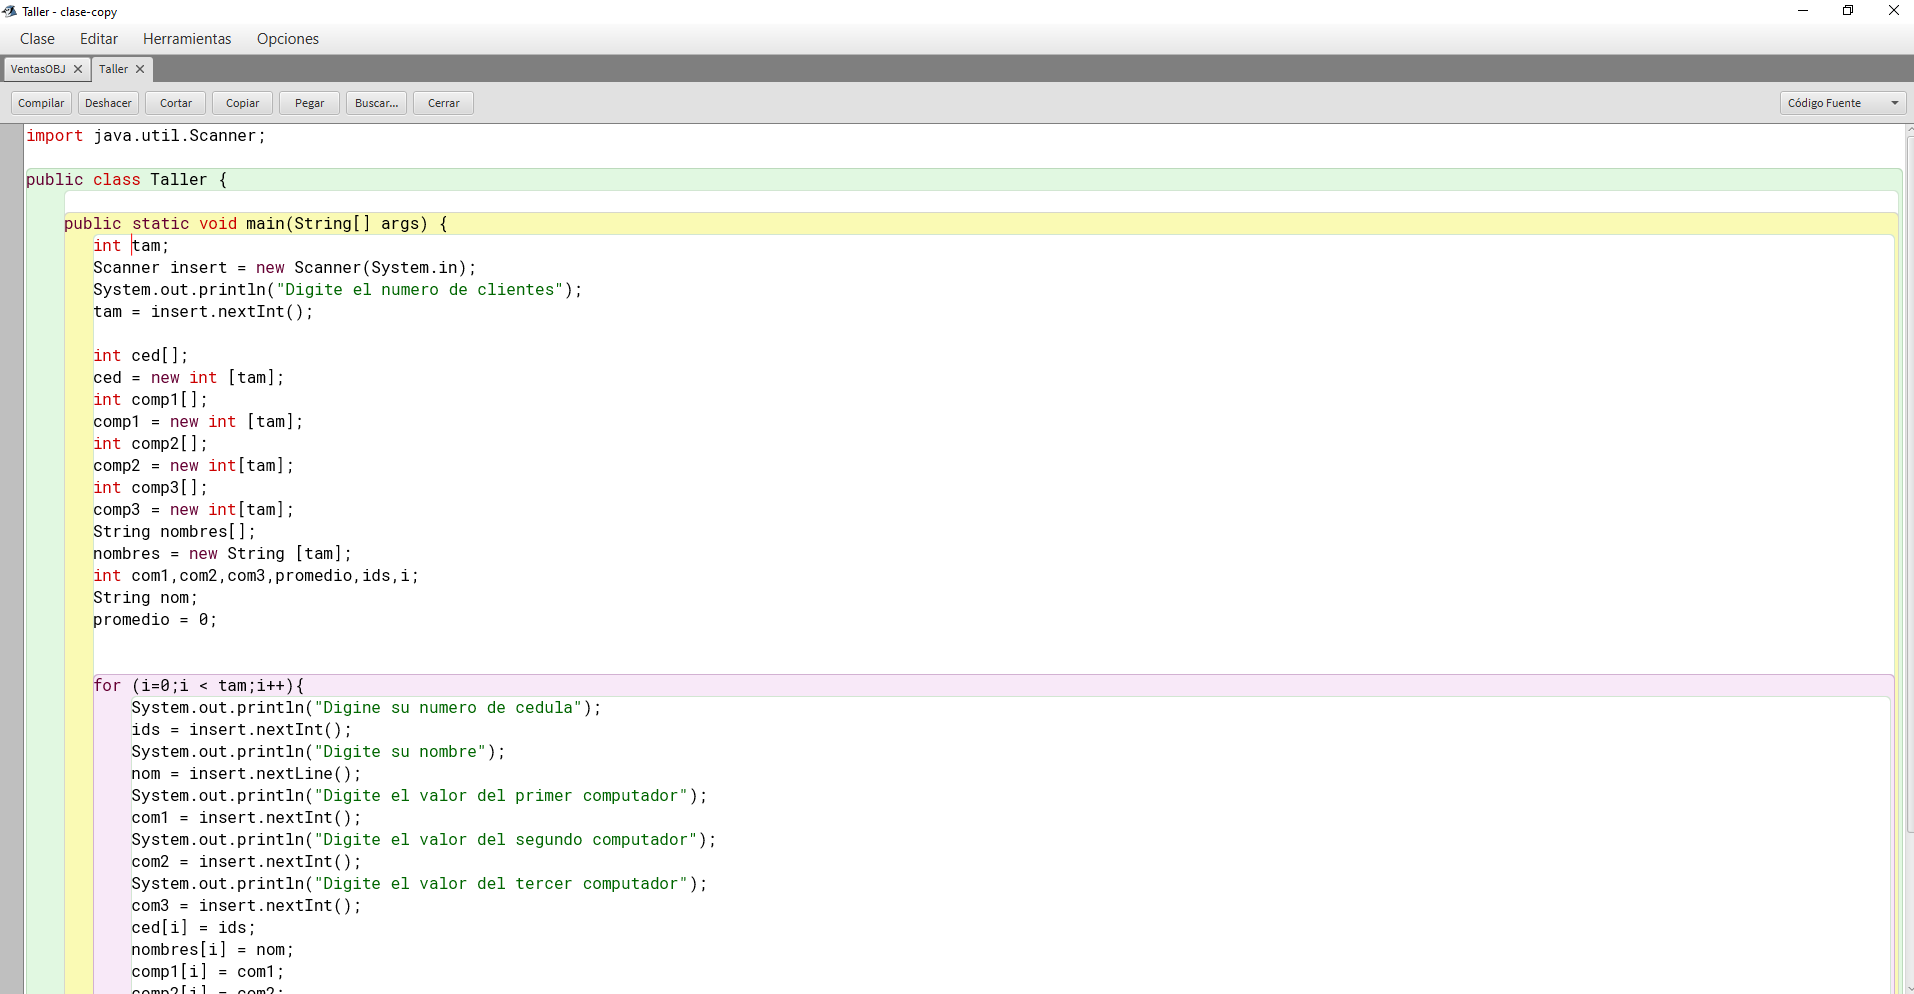 Taller - clase-copy
Clase Editar Herramientas Opciones
VentasOBJ Taller
Compilar Deshacer Cortar Copiar Pegar Buscar... Cerrar Código Fuente
import java.util.Scanner;
public class Taller {
public static void main(String[] args) {
int tam;
Scanner insert = new Scanner(System.in);
System.out.println("Digite el numero de clientes");
tam = insert.nextInt();
int ced[];
ced = new int [tam];
int comp1[];
comp1 = new int [tam];
int comp2[];
comp2 = new int[tam];
int comp3[];
comp3 = new int[tam];
String nombres[];
nombres = new String [tam];
int com1,com2,com3,promedio,ids,i;
String nom;
promedio = 0;
for (i=0;i < tam;i++){
System.out.println("Digine su numero de cedula");
ids = insert.nextInt();
System.out.println("Digite su nombre");
nom = insert.nextLine();
System.out.println("Digite el valor del primer computador");
com1 = insert.nextInt();
System.out.println("Digite el valor del segundo computador");
com2 = insert.nextInt();
System.out.println("Digite el valor del tercer computador");
com3 = insert.nextInt();
ced[i] = ids;
nombres[i] = nom;
comp1[i] = com1;
comp2[i] = com2;